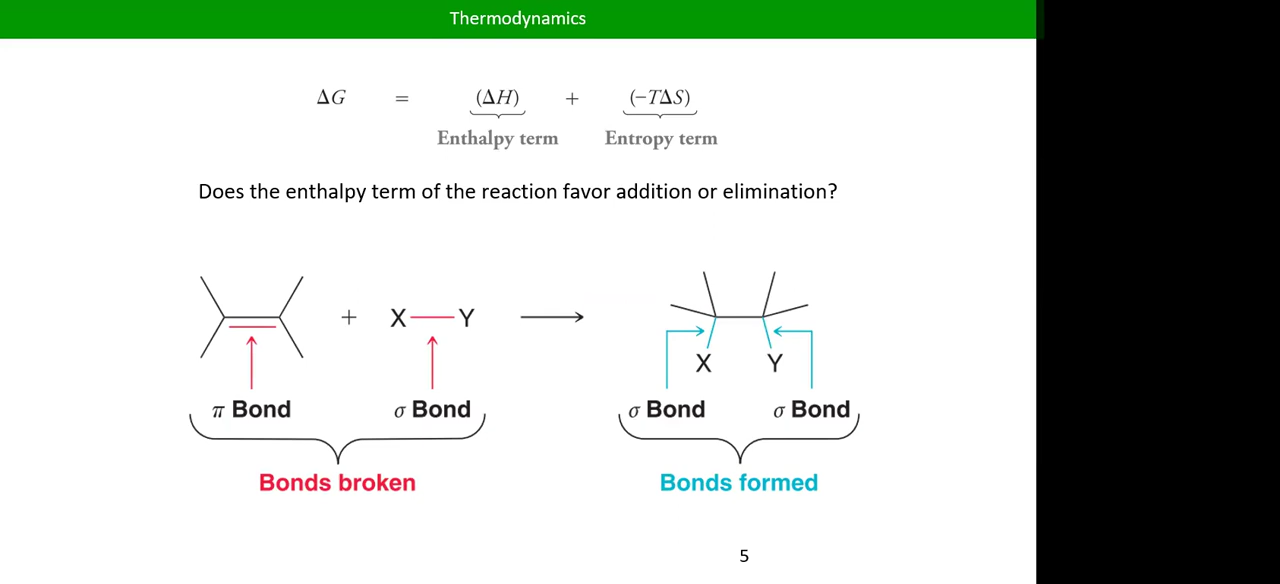 Thermodynamics
ΔG = (ΔH) + (−TΔS)
Enthalpy term Entropy term
Does the enthalpy term of the reaction favor addition or elimination?
+ X Y
X Y
π Bond σ Bond σ Bond σ Bond
Bonds broken Bonds formed
5